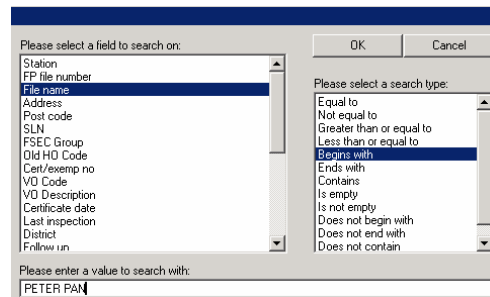 Please select a field to search on:
Station
FP file number
File name
Address
Post code
SLN
FSEC Group
Old HO Code
Cert/exemp no
VO Code
VO Description
Certificate date
Last inspection
District
Follow up
OK
Cancel
Please select a search type:
Equal to
Not equal to
Greater than or equal to
Less than or equal to
Begins with
Ends with
Contains
Is empty
Is not empty
Does not begin with
Does not end with
Does not contain
Please enter a value to search with:
PETER PAN